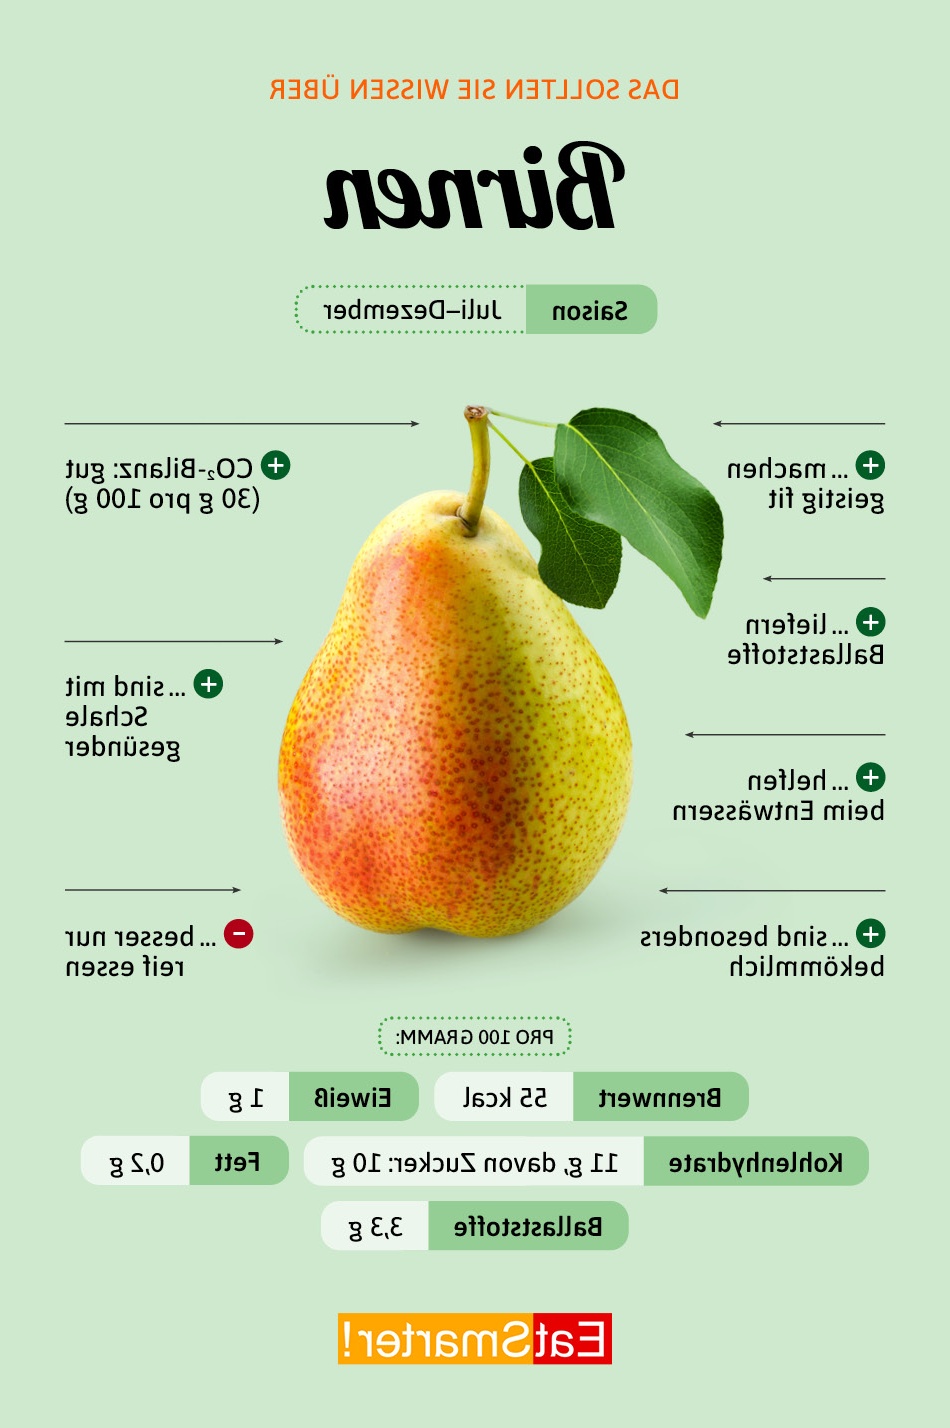 DAS SOLLTEN SIE WISSEN ÜBER
Birnen
Saison Juli–Dezember
... machen
geistig fit
... liefern
Ballaststoffe
... helfen
beim Entwässern
... sind besonders
bekömmlich
CO₂-Bilanz: gut
(30 g pro 100 g)
... sind mit
Schale
gesünder
... besser nur
reif essen
PRO 100 GRAMM:
Brennwert 55 kcal Eiweiß 1 g
Kohlenhydrate 11 g, davon Zucker: 10 g Fett 0,2 g
Ballaststoffe 3,3 g
EatSmarter!